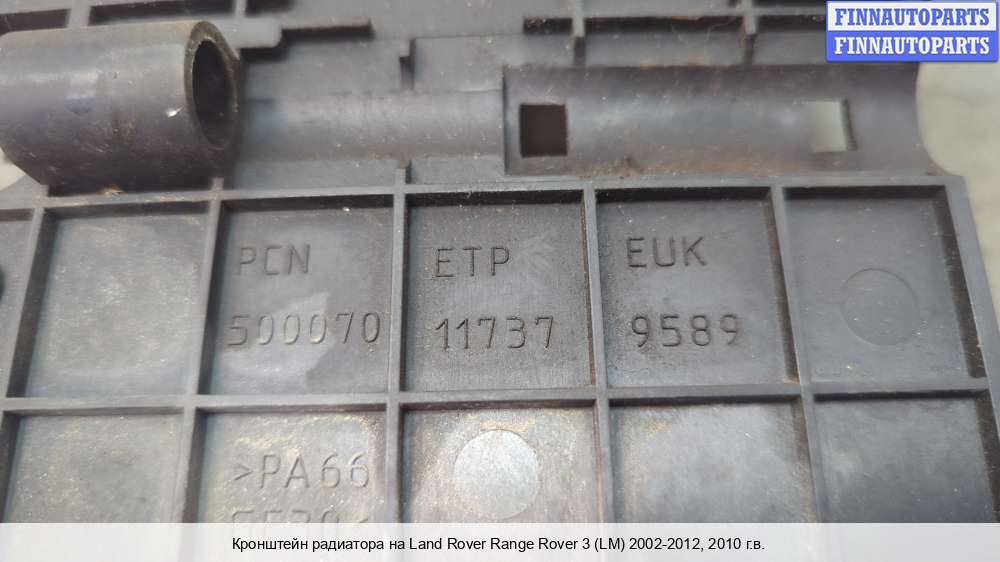 FINNAUTOPARTS
FINNAUTOPARTS
PCN ETP EUK
500070 11737 9589
>PA66
GF30<
Кронштейн радиатора на Land Rover Range Rover 3 (LM) 2002-2012, 2010 г.в.